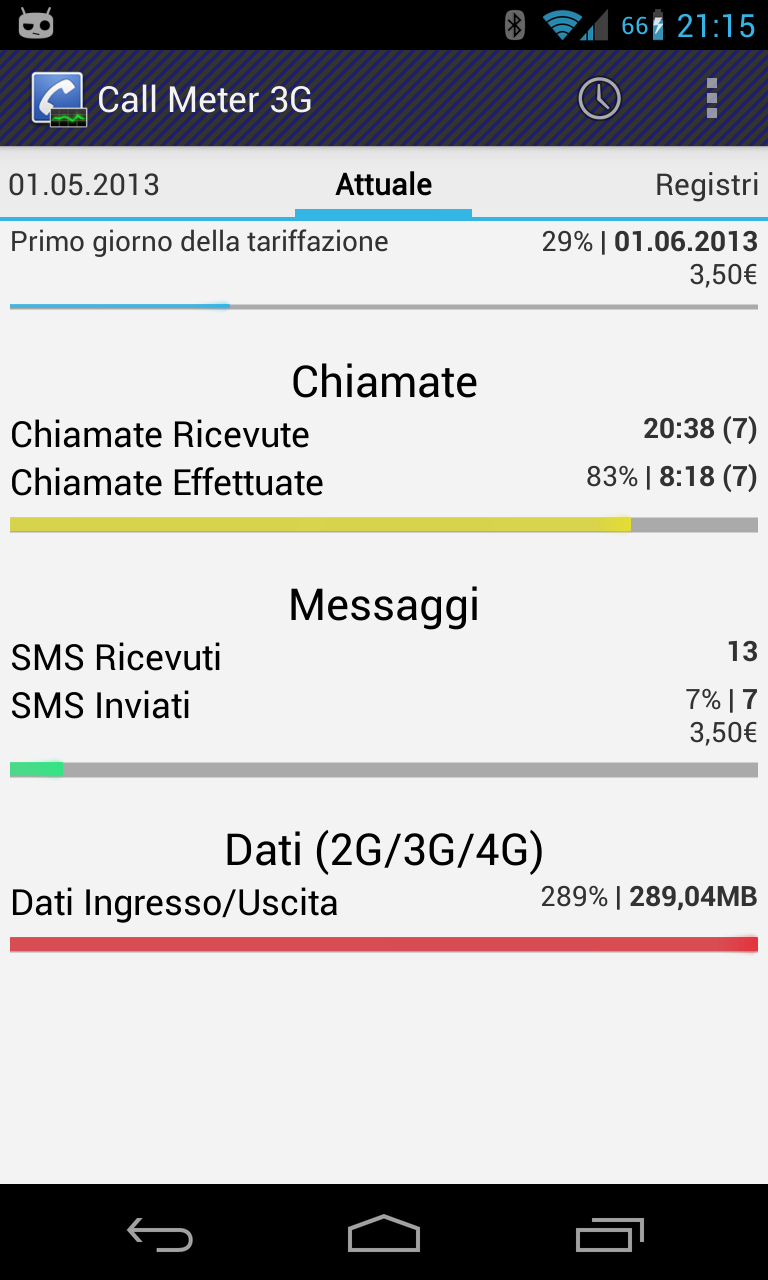 66 21:15
Call Meter 3G
01.05.2013 Attuale Registri
Primo giorno della tariffazione 29% | 01.06.2013
3,50€
Chiamate
Chiamate Ricevute 20:38 (7)
Chiamate Effettuate 83% | 8:18 (7)
Messaggi
SMS Ricevuti 13
SMS Inviati 7% | 7
3,50€
Dati (2G/3G/4G)
Dati Ingresso/Uscita 289% | 289,04MB